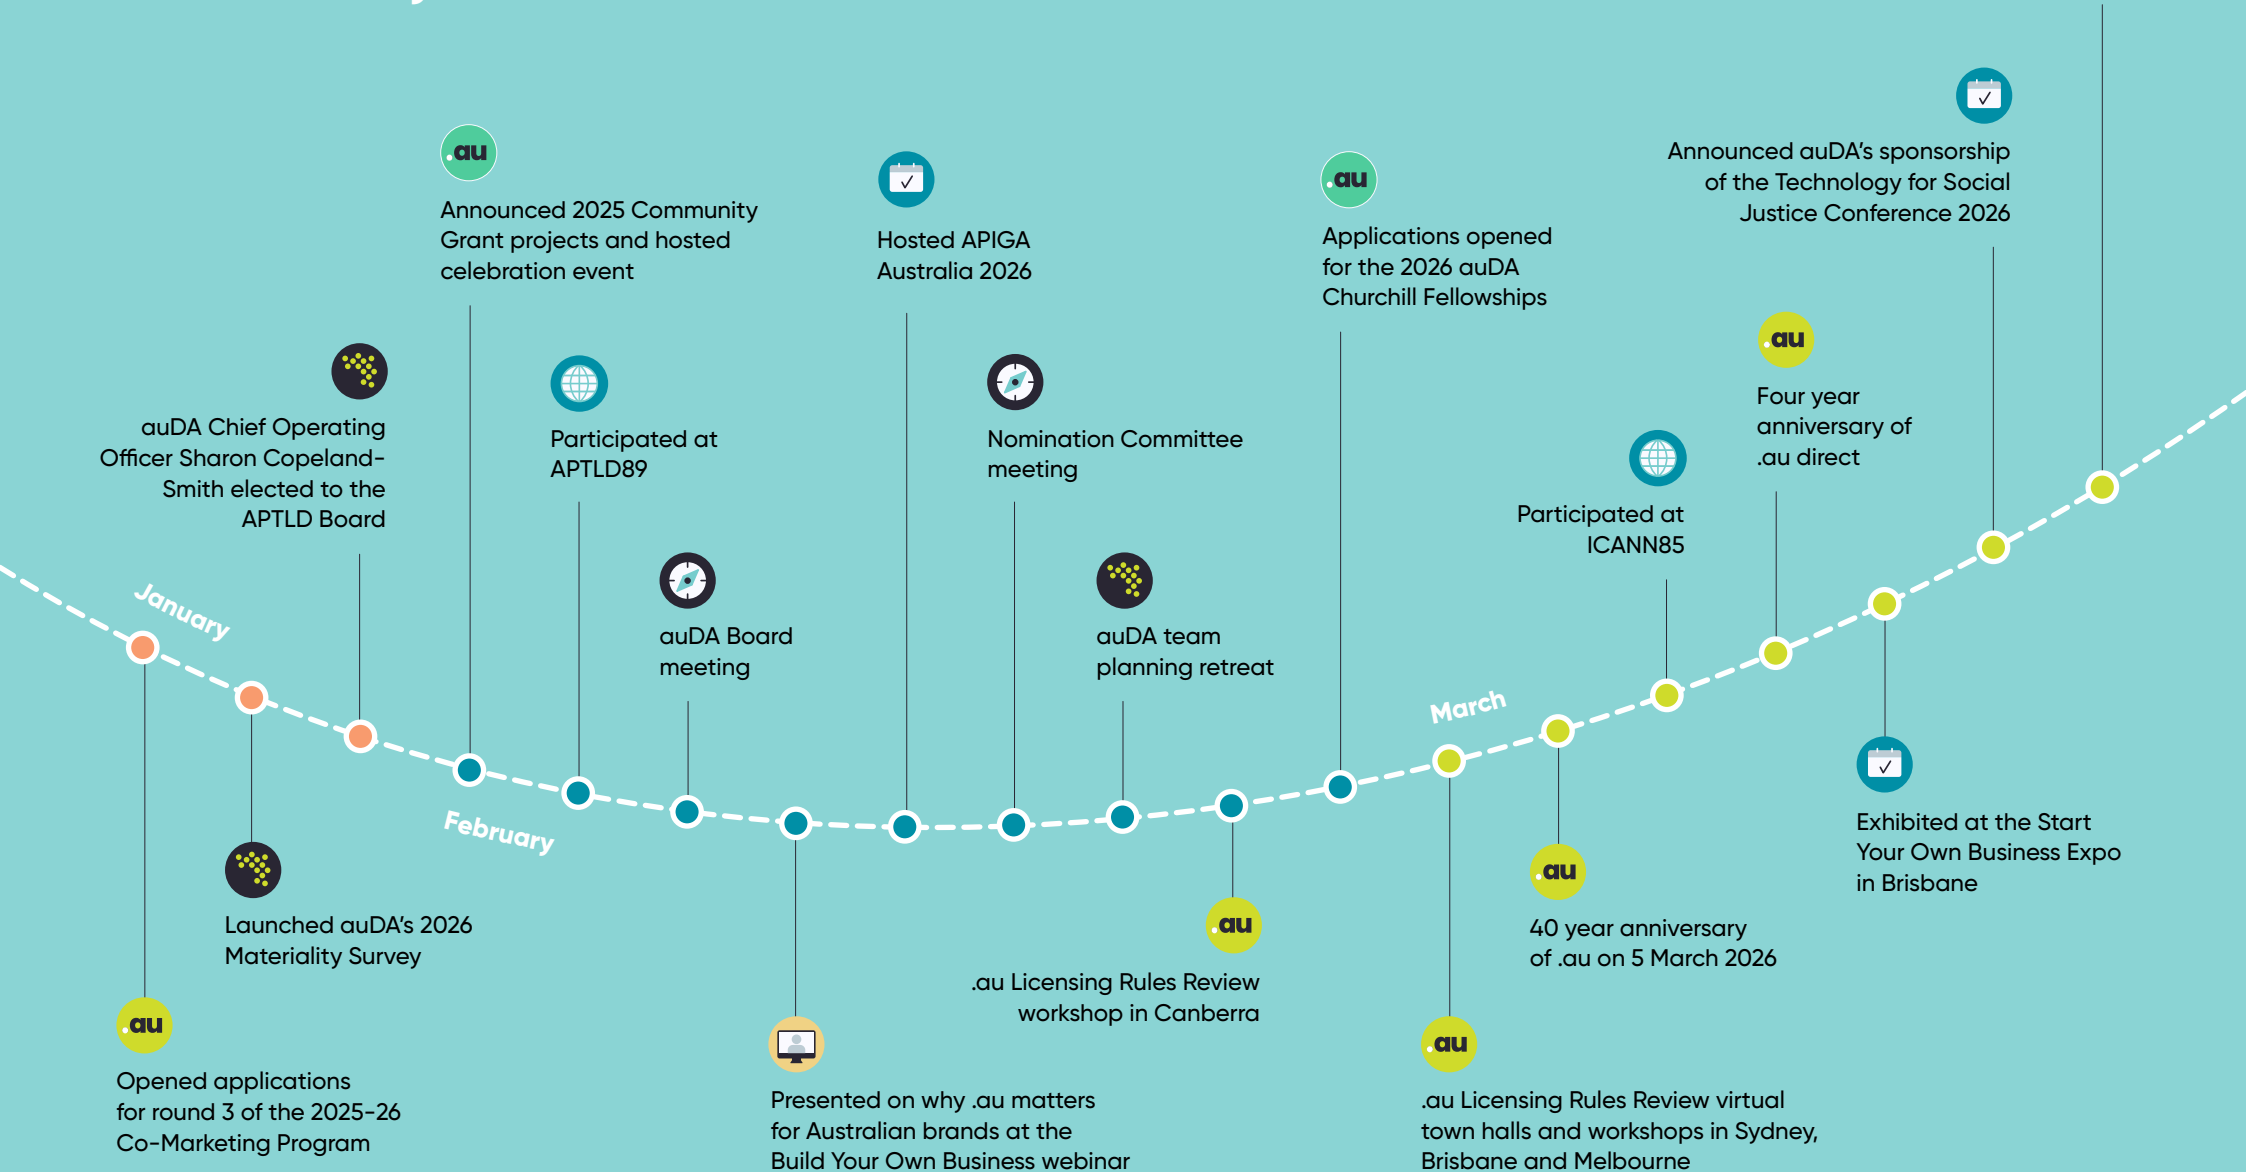 .au
Announced 2025 Community
Grant projects and hosted
celebration event
Hosted APIGA
Australia 2026
.au
Applications opened
for the 2026 auDA
Churchill Fellowships
Announced auDA’s sponsorship
of the Technology for Social
Justice Conference 2026
auDA Chief Operating
Officer Sharon Copeland-
Smith elected to the
APTLD Board
Participated at
APTLD89
Nomination Committee
meeting
.au
Four year
anniversary of
.au direct
Participated at
ICANN85
January
auDA Board
meeting
auDA team
planning retreat
March
February
Launched auDA’s 2026
Materiality Survey
.au
Opened applications
for round 3 of the 2025-26
Co-Marketing Program
Presented on why .au matters
for Australian brands at the
Build Your Own Business webinar
.au
.au Licensing Rules Review
workshop in Canberra
.au
40 year anniversary
of .au on 5 March 2026
.au
.au Licensing Rules Review virtual
town halls and workshops in Sydney,
Brisbane and Melbourne
Exhibited at the Start
Your Own Business Expo
in Brisbane